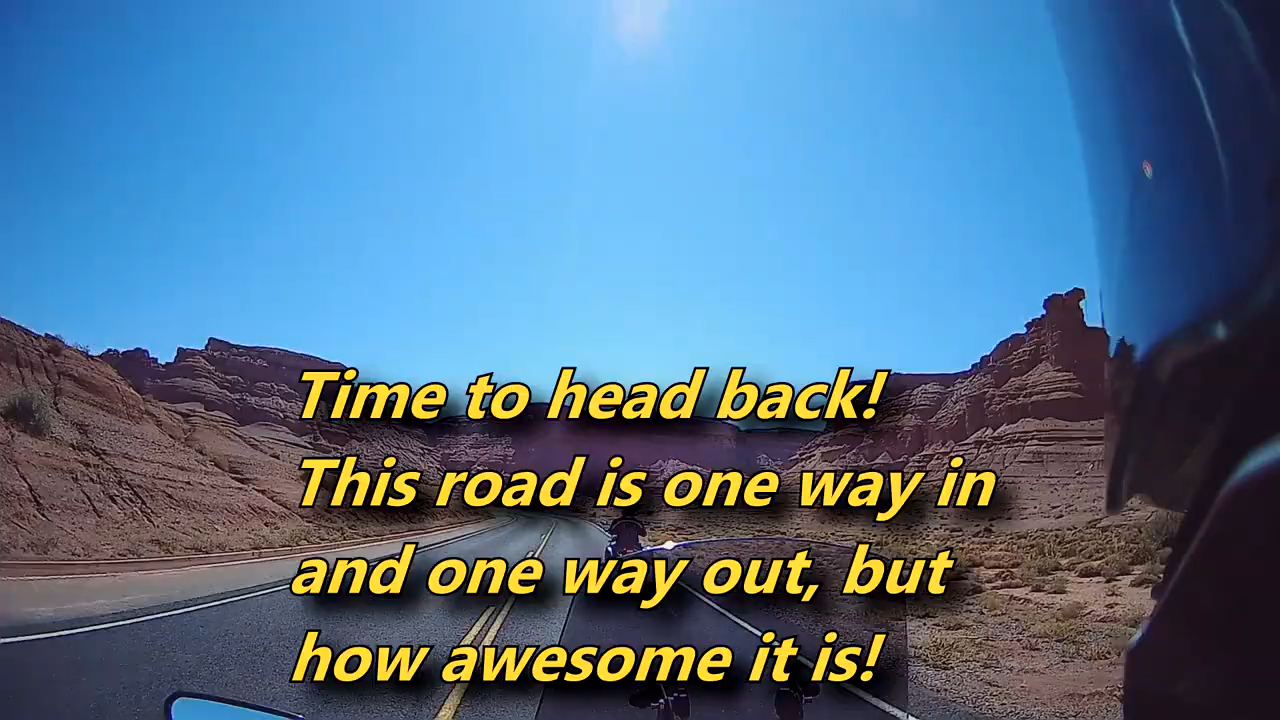 Time to head back!
This road is one way in
and one way out, but
how awesome it is!